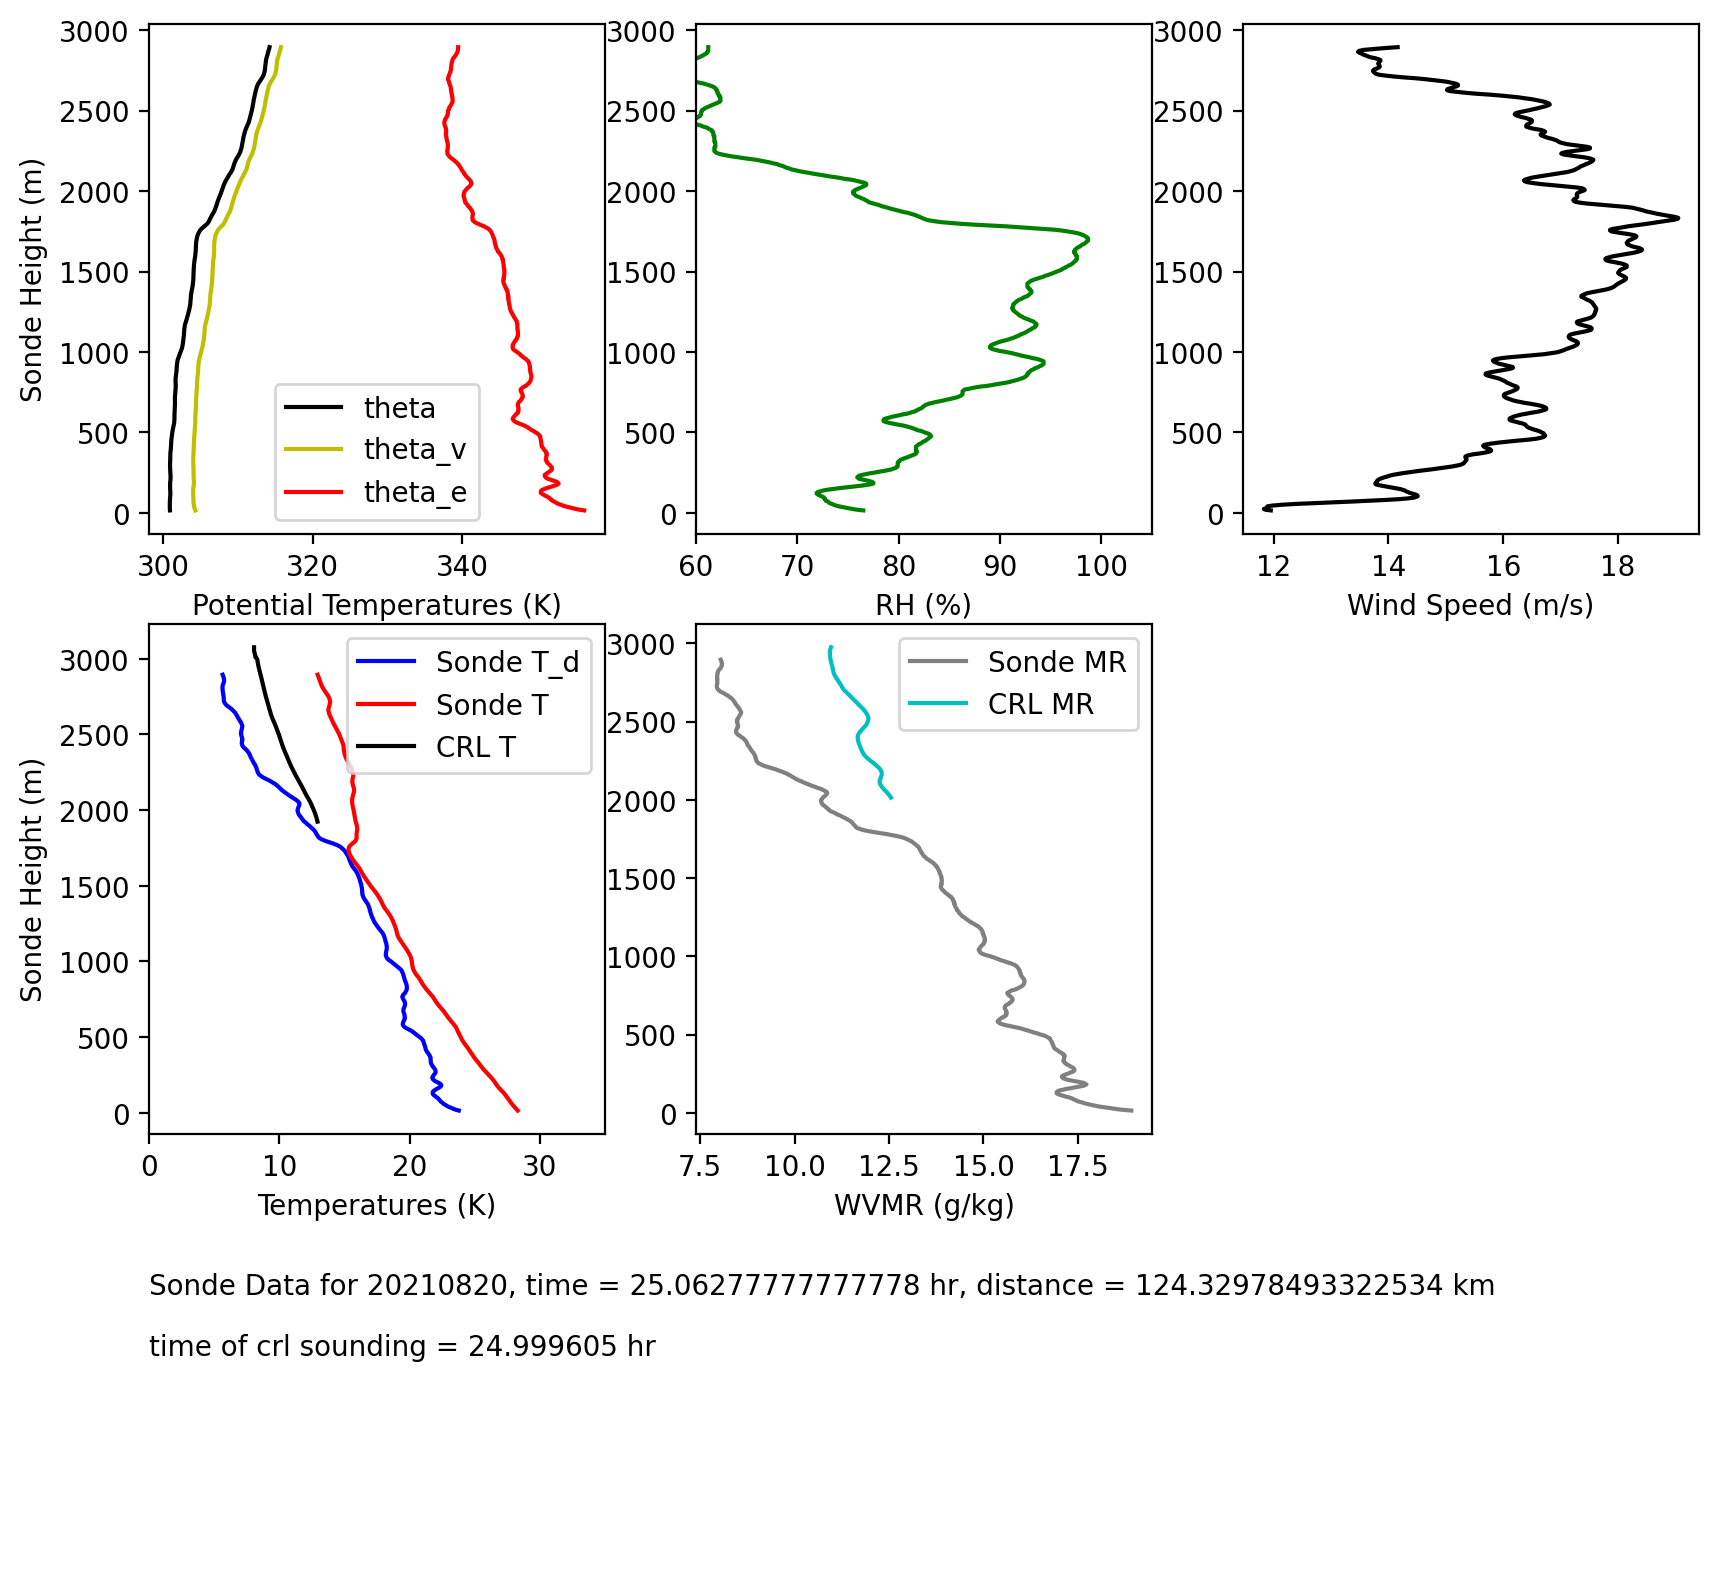 3000
2500
2000
1500
1000
500
0
Sonde Height (m)
theta
theta_v
theta_e
300 320 340
Potential Temperatures (K)
3000
2500
2000
1500
1000
500
0
60 70 80 90 100
RH (%)
3000
2500
2000
1500
1000
500
0
12 14 16 18
Wind Speed (m/s)
3000
2500
2000
1500
1000
500
0
Sonde Height (m)
Sonde T_d
Sonde T
CRL T
0 10 20 30
Temperatures (K)
3000
2500
2000
1500
1000
500
0
Sonde MR
CRL MR
7.5 10.0 12.5 15.0 17.5
WVMR (g/kg)
Sonde Data for 20210820, time = 25.06277777777778 hr, distance = 124.32978493322534 km
time of crl sounding = 24.999605 hr